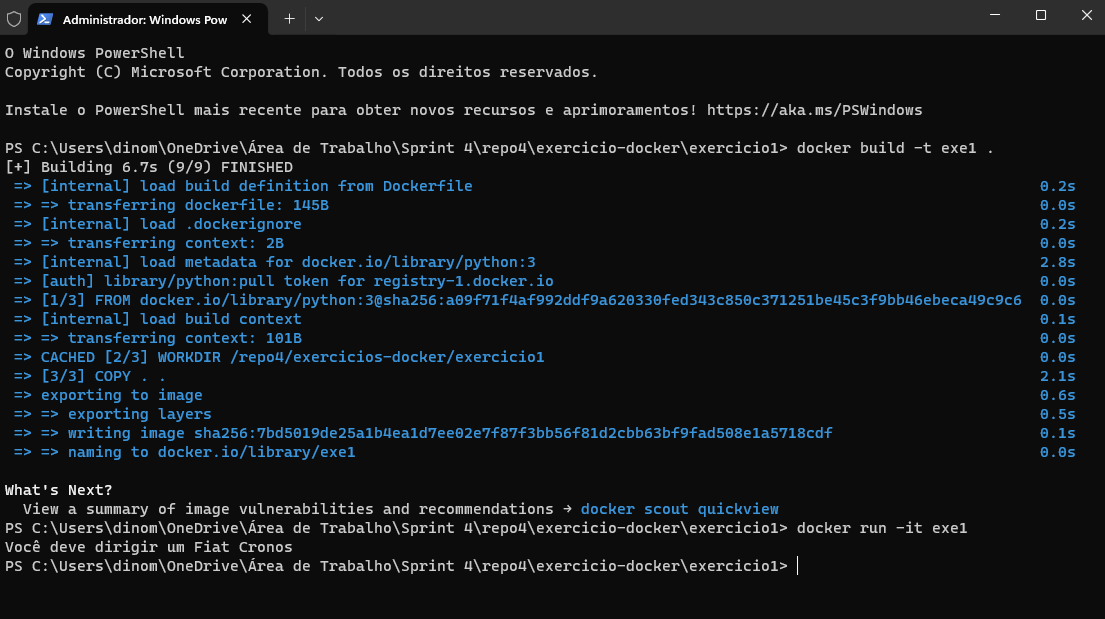 Administrador: Windows Pow
O Windows PowerShell
Copyright (C) Microsoft Corporation. Todos os direitos reservados.
Instale o PowerShell mais recente para obter novos recursos e aprimoramentos! https://aka.ms/PSWindows
PS C:\Users\dinom\OneDrive\Área de Trabalho\Sprint 4\repo4\exercicio-docker\exercicio1> docker build -t exe1 .
[+] Building 6.7s (9/9) FINISHED
=> [internal] load build definition from Dockerfile 0.2s
=> => transferring dockerfile: 145B 0.0s
=> [internal] load .dockerignore 0.2s
=> => transferring context: 2B 0.0s
=> [internal] load metadata for docker.io/library/python:3 2.8s
=> [auth] library/python:pull token for registry-1.docker.io 0.0s
=> [1/3] FROM docker.io/library/python:3@sha256:a09f71f4af992ddf9a620330fed343c850c371251be45c3f9bb46ebeca49c9c6 0.0s
=> [internal] load build context 0.1s
=> => transferring context: 101B 0.0s
=> CACHED [2/3] WORKDIR /repo4/exercicios-docker/exercicio1 0.0s
=> [3/3] COPY . . 2.1s
=> exporting to image 0.6s
=> => exporting layers 0.5s
=> => writing image sha256:7bd5019de25a1b4ea1d7ee02e7f87f3bb56f81d2cbb63bf9fad508e1a5718cdf 0.1s
=> => naming to docker.io/library/exe1 0.0s
What's Next?
View a summary of image vulnerabilities and recommendations → docker scout quickview
PS C:\Users\dinom\OneDrive\Área de Trabalho\Sprint 4\repo4\exercicio-docker\exercicio1> docker run -it exe1
Você deve dirigir um Fiat Cronos
PS C:\Users\dinom\OneDrive\Área de Trabalho\Sprint 4\repo4\exercicio-docker\exercicio1>